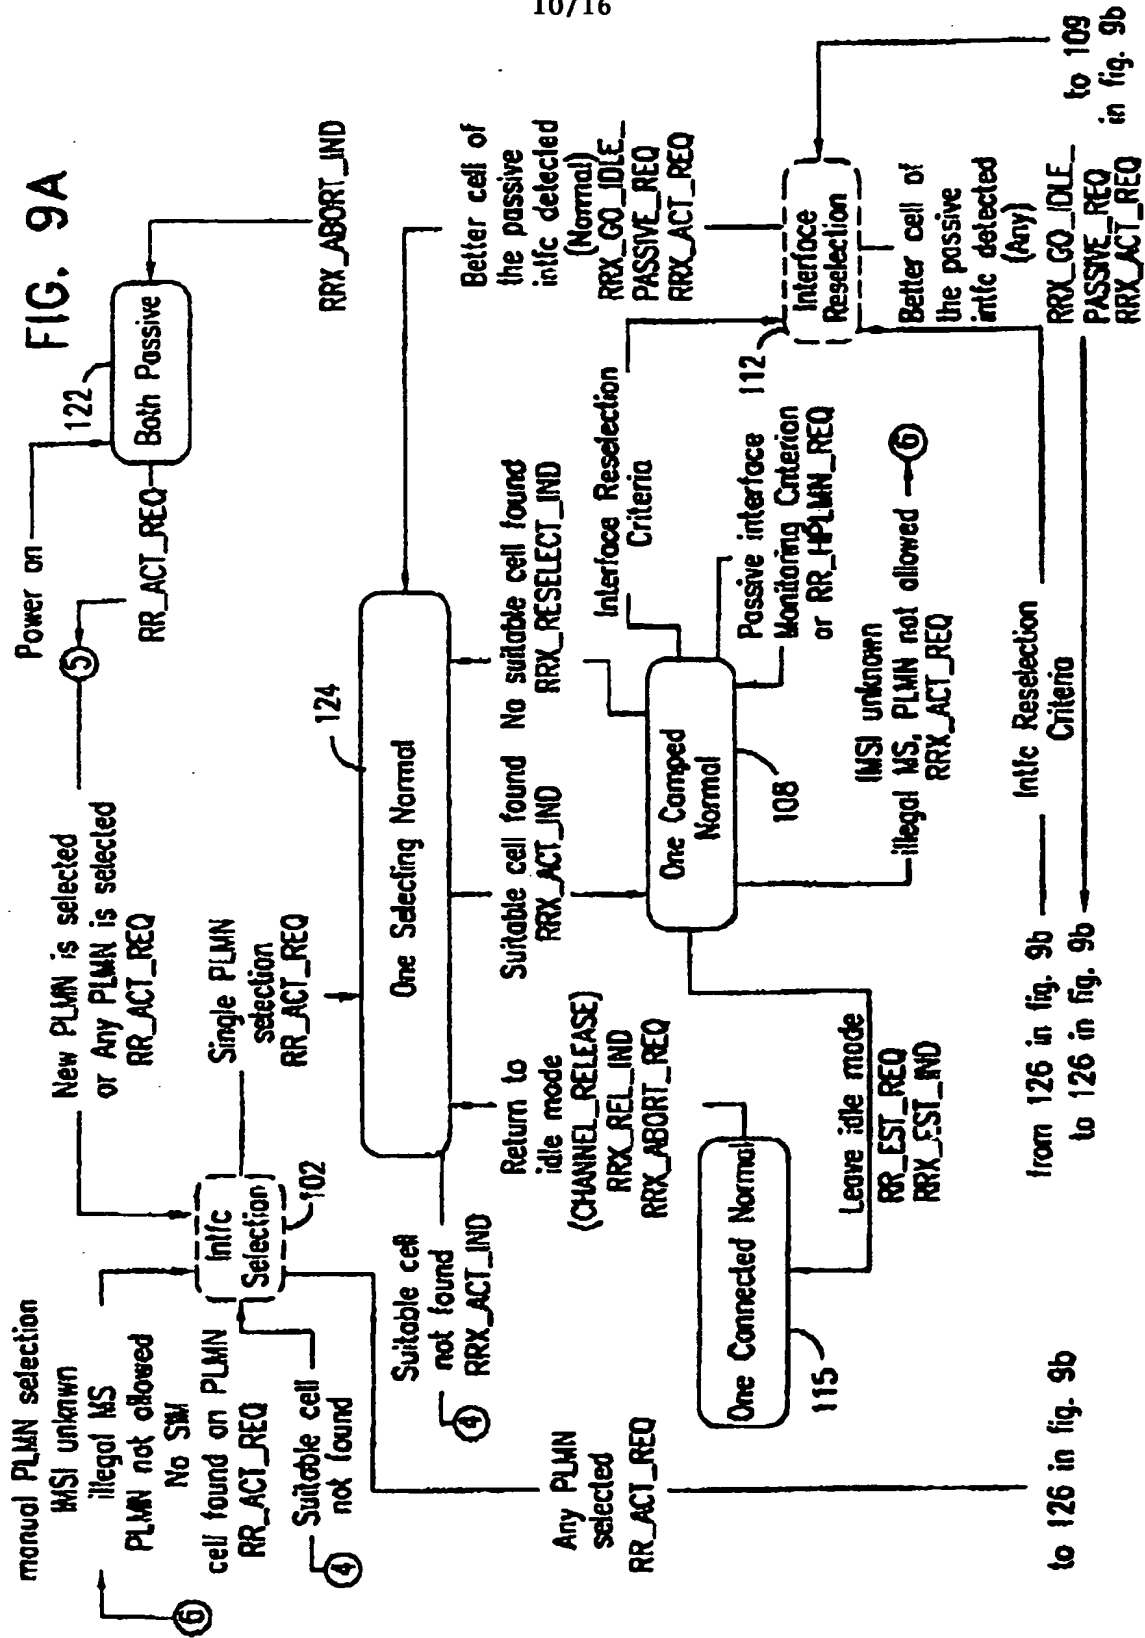 10/16
FIG. 9A
Power on
122
Both Passive
RR_ACT_REQ
RRX_ABORT_IND
5
New PLMN is selected
or Any PLMN is selected
RR_ACT_REQ
manual PLMN selection
IMSI unknwn
illegal MS
PLMN not allowed
No SIM
cell found on PLMN
RR_ACT_REQ
6
Suitable cell
not found
4
Intfc
Selection
102
Single PLMN
selection
RR_ACT_REQ
124
One Selecting Normal
Suitable cell
not found
RRX_ACT_IND
4
Any PLMN
selected
RR_ACT_REQ
to 126 in fig. 9b
Return to
idle mode
(CHANNEL_RELEASE)
RRX_REL_IND
RRX_ABORT_REQ
Suitable cell found
RRX_ACT_IND
No suitable cell found
RRX_RESELECT_IND
Better cell of
the passive
intfc detected
(Normal)
RRX_GO_IDLE_
PASSIVE_REQ
RRX_ACT_REQ
One Connected Normal
115
Leave idle mode
RR_EST_REQ
RRX_EST_IND
One Camped
Normal
108
Interface Reselection
Criteria
Passive interface
Monitoring Criterion
or RR_HPLMN_REQ
IMSI unknown
illegal MS, PLMN not allowed
RRX_ACT_REQ
6
112
Interface
Reselection
Better cell of
the passive
intfc detected
(Any)
RRX_GO_IDLE_
PASSIVE_REQ
RRX_ACT_REQ
from 126 in fig. 9b
Intfc Reselection
Criteria
to 126 in fig. 9b
to 109
in fig. 9b